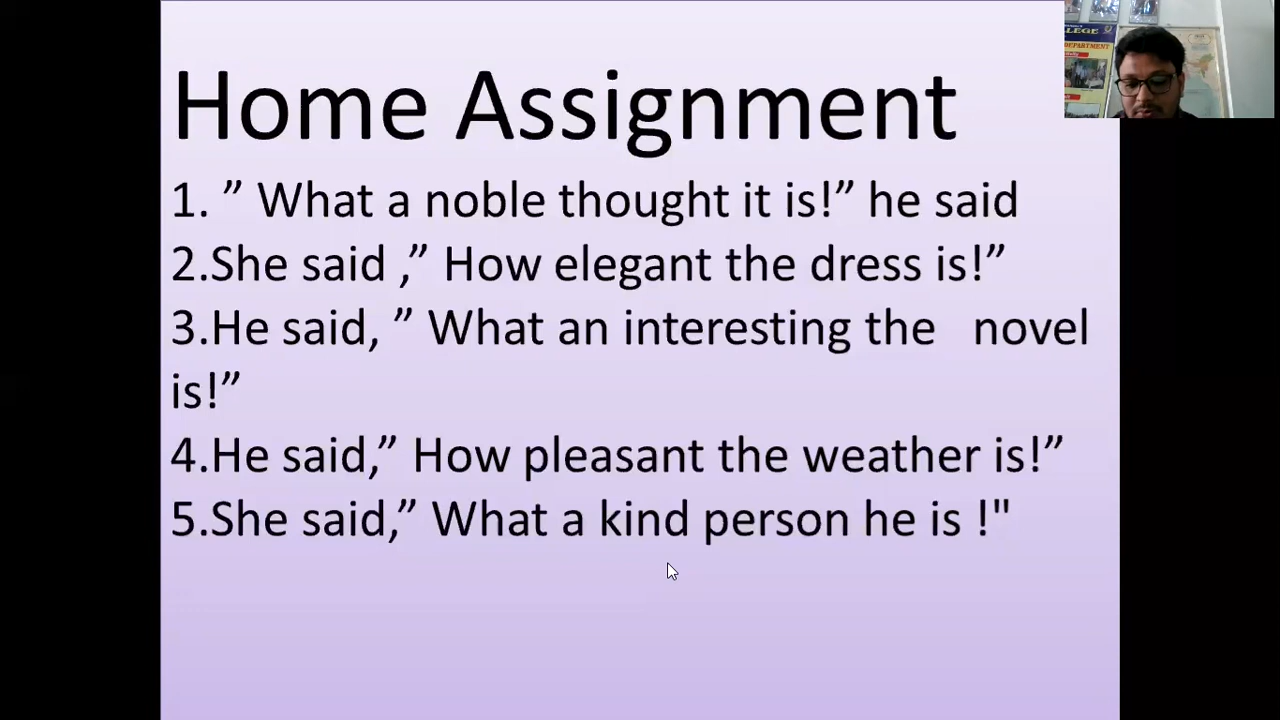 Home Assignment
1. ” What a noble thought it is!” he said
2.She said ,” How elegant the dress is!”
3.He said, ” What an interesting the novel
is!”
4.He said,” How pleasant the weather is!”
5.She said,” What a kind person he is !"
LEGE
DEPARTMENT